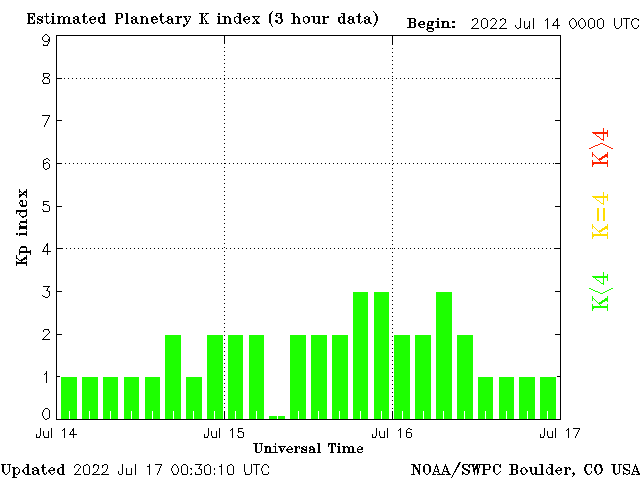 Estimated Planetary K index (3 hour data) Begin: 2022 Jul 14 0000 UTC
9
8
7
6
5
4
3
2
1
0
Kp index
K>4
K=4
K<4
Jul 14 Jul 15 Jul 16 Jul 17
Universal Time
Updated 2022 Jul 17 00:30:10 UTC NOAA/SWPC Boulder, CO USA